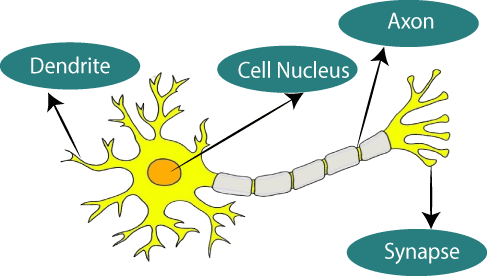 Axon
Dendrite
Cell Nucleus
Synapse